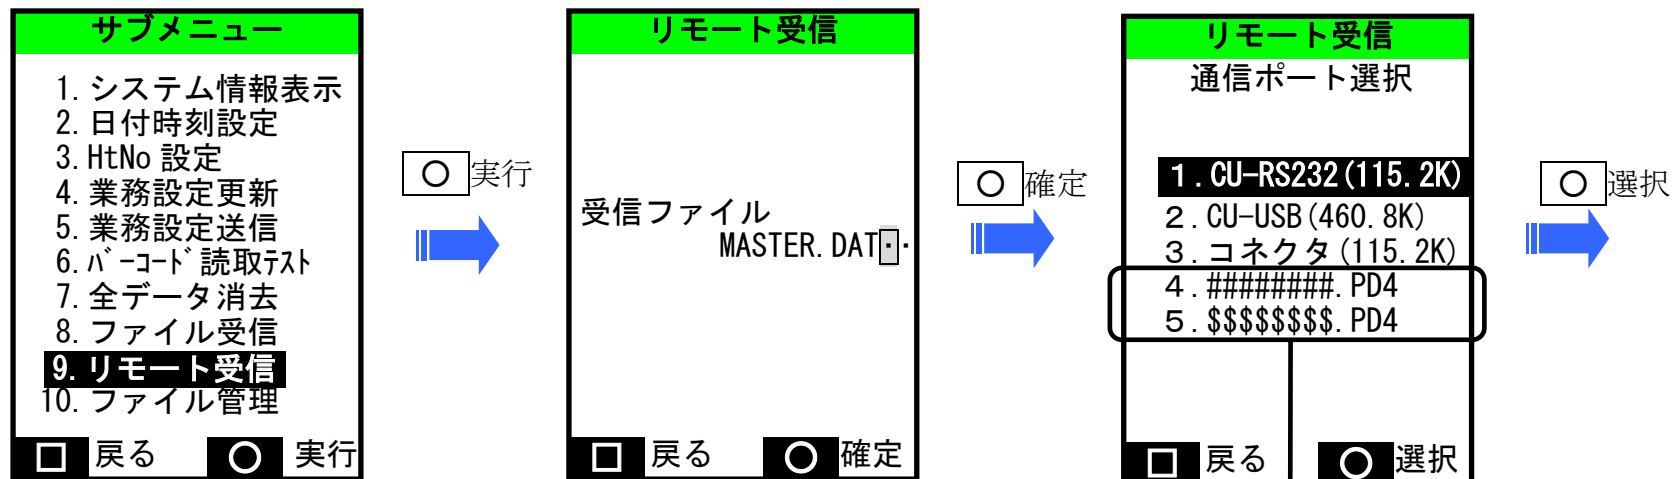 サブメニュー
1. システム情報表示
2. 日付時刻設定
3. HtNo 設定
4. 業務設定更新
5. 業務設定送信
6. ﾊﾞｰｺｰﾄﾞ読取ﾃｽﾄ
7. 全データ消去
8. ファイル受信
9. リモート受信
10. ファイル管理
□ 戻る ○ 実行
○ 実行
リモート受信
受信ファイル
MASTER.DAT・・
□ 戻る ○ 確定
○ 確定
リモート受信
通信ポート選択
１．CU-RS232(115.2K)
２．CU-USB(460.8K)
３．コネクタ(115.2K)
４．########.PD4
５．$$$$$$$$.PD4
□ 戻る ○ 選択
○ 選択